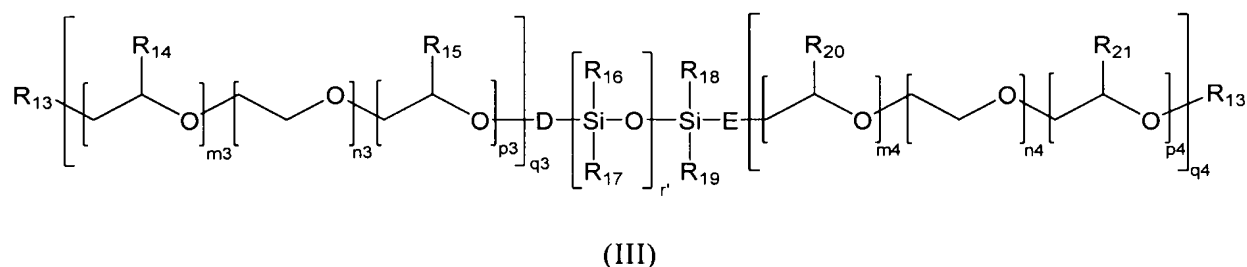 R14 R15 R16 R18 R20 R21
R13 O m3 O n3 O p3 q3 D Si O r' Si E O m4 O n4 O p4 q4 R13
R17 R19
(III)